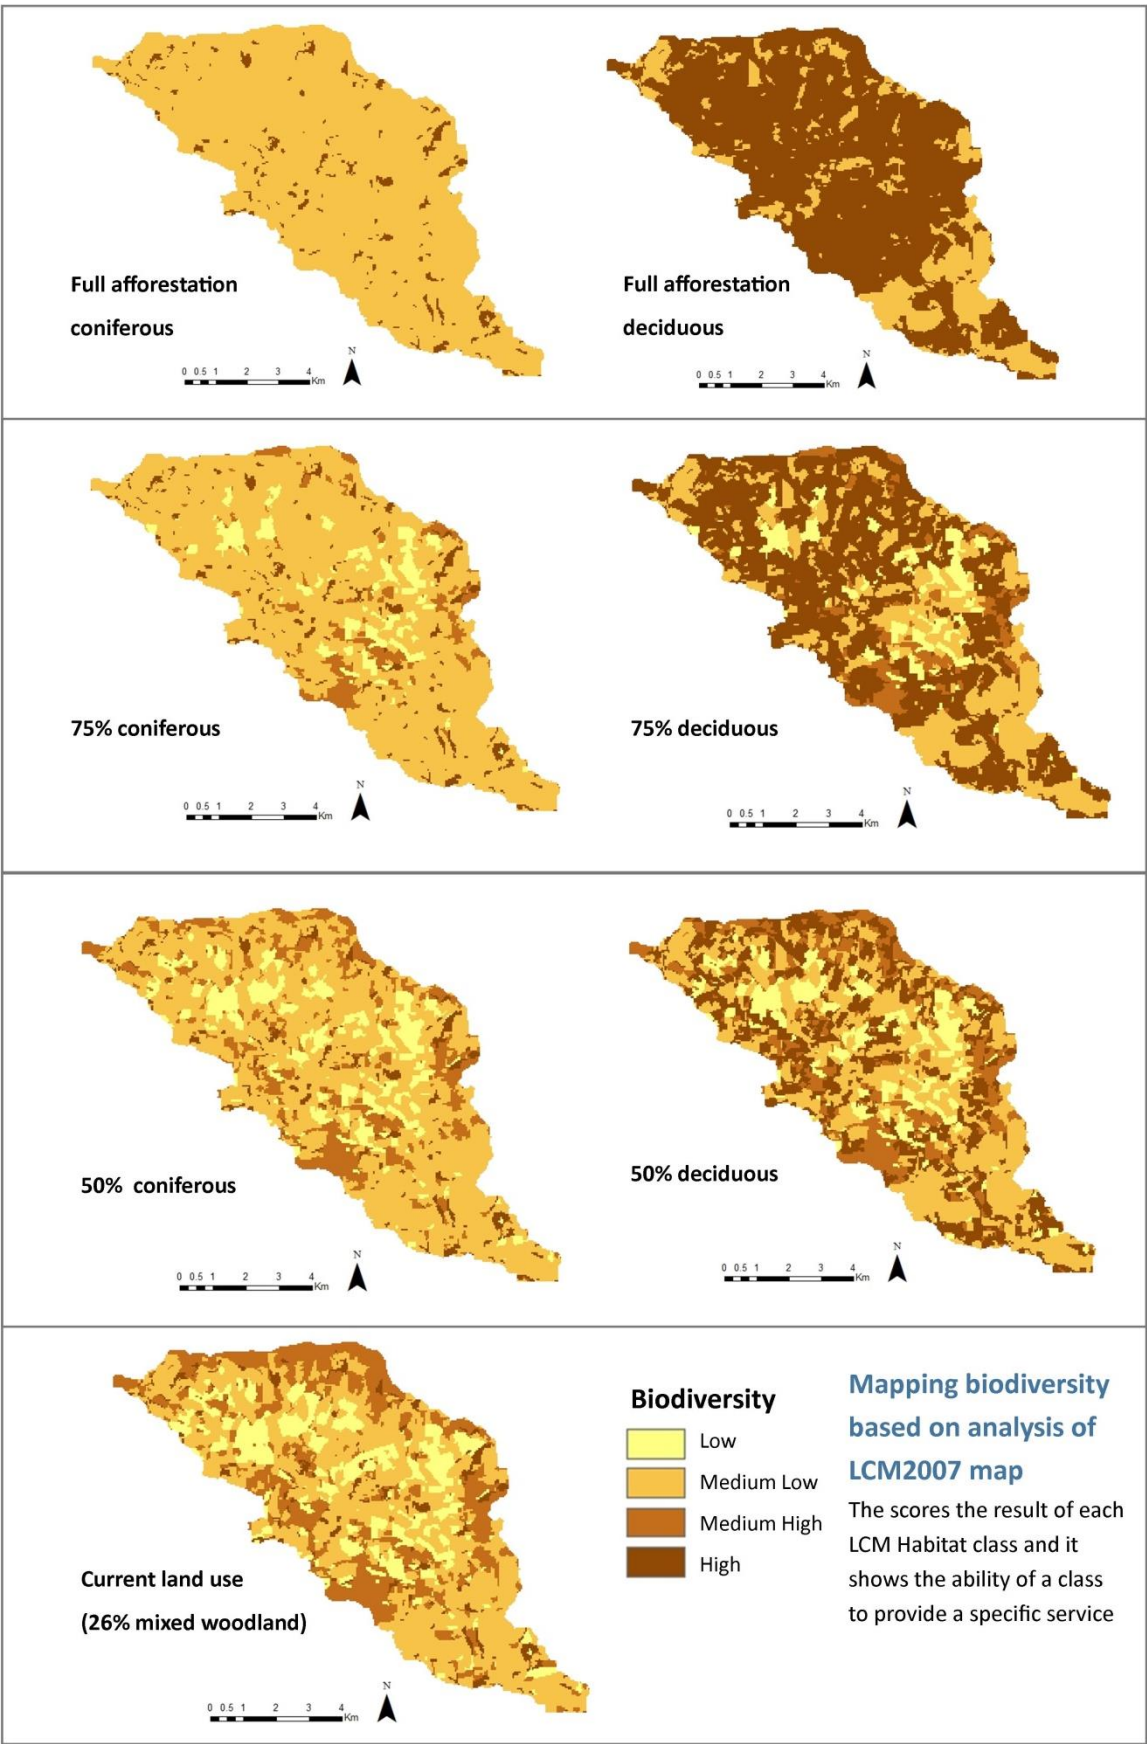 Full afforestation
coniferous
N
0 0.5 1 2 3 4
Km
Full afforestation
deciduous
N
0 0.5 1 2 3 4
Km
75% coniferous
N
0 0.5 1 2 3 4
Km
75% deciduous
N
0 0.5 1 2 3 4
Km
50% coniferous
N
0 0.5 1 2 3 4
Km
50% deciduous
N
0 0.5 1 2 3 4
Km
Current land use
(26% mixed woodland)
N
0 0.5 1 2 3 4
Km
Biodiversity
Low
Medium Low
Medium High
High
Mapping biodiversity
based on analysis of
LCM2007 map
The scores the result of each
LCM Habitat class and it
shows the ability of a class
to provide a specific service